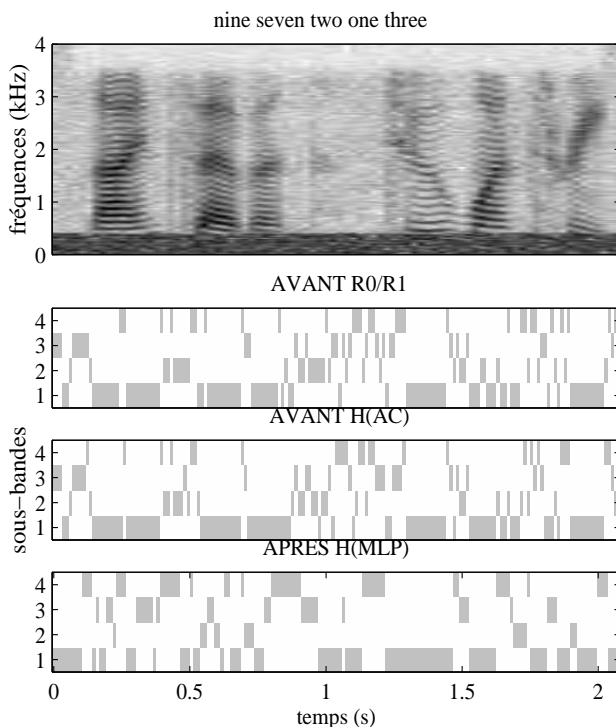 nine seven two one three
4
3
2
1
0
fréquences (kHz)
AVANT R0/R1
4
3
2
1
AVANT H(AC)
4
3
2
1
sous-bandes
APRES H(MLP)
4
3
2
1
0 0.5 1 1.5 2
temps (s)